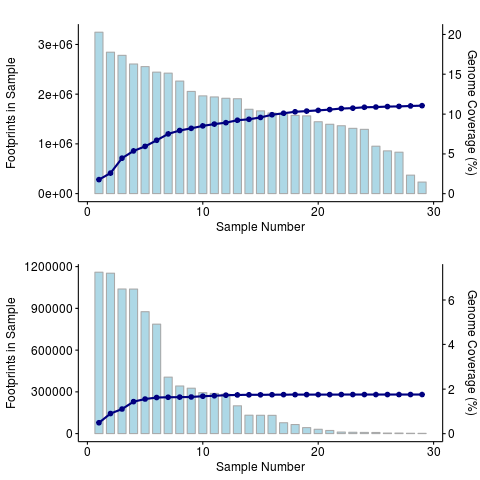 Footprints in Sample
3e+06
2e+06
1e+06
0e+00
20
15
10
5
0
Genome Coverage (%)
0 10 20 30
Sample Number
Footprints in Sample
1200000
900000
600000
300000
0
6
4
2
0
Genome Coverage (%)
0 10 20 30
Sample Number